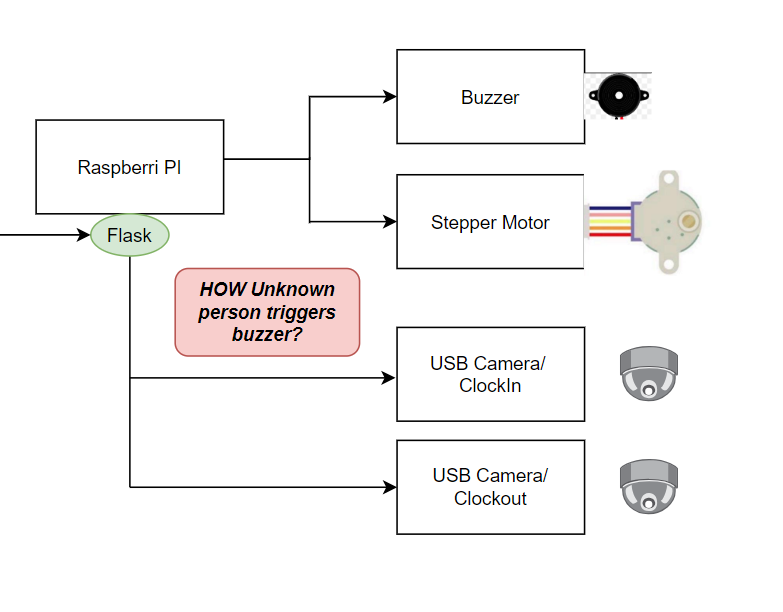 Buzzer
Raspberri PI
Stepper Motor
Flask
HOW Unknown
person triggers
buzzer?
USB Camera/
ClockIn
USB Camera/
Clockout